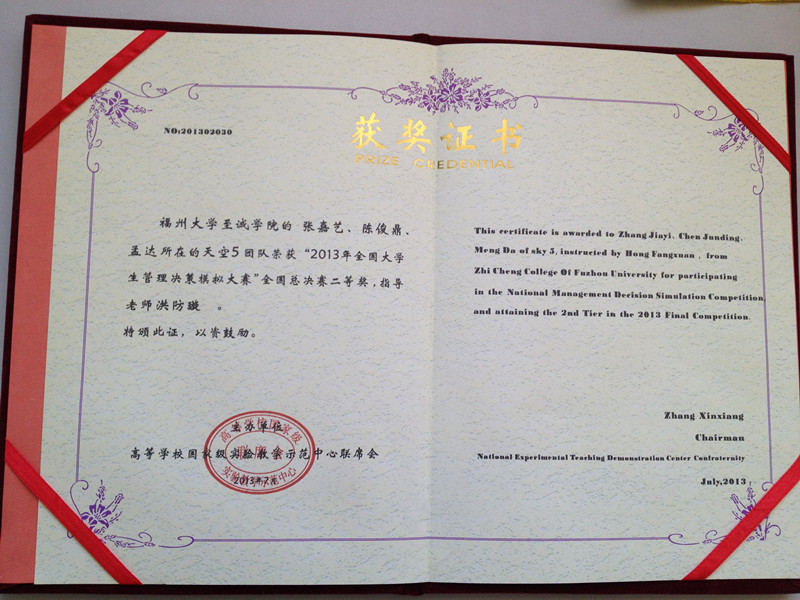 NO:201302030
获奖证书
PRIZE CREDENTIAL
福州大学至诚学院的 张嘉艺、陈俊鼎、
孟达所在的天空5团队荣获“2013年全国大学
生管理决策模拟大赛”全国总决赛二等奖,指导
老师洪防璇 。
特颁此证,以资鼓励。
主办单位
高等学校国家级实验教学示范中心联席会
2013年7月
This certificate is awarded to Zhang Jiayi、Chen Junding、
Meng Da of sky 5, instructed by Hong Fangxuan , from
Zhi Cheng College Of Fuzhou University for participating
in the National Management Decision Simulation Competition,
and attaining the 2nd Tier in the 2013 Final Competition.
Zhang Xinxiang
Chairman
National Experimental Teaching Demonstration Center Confraternity
July,2013